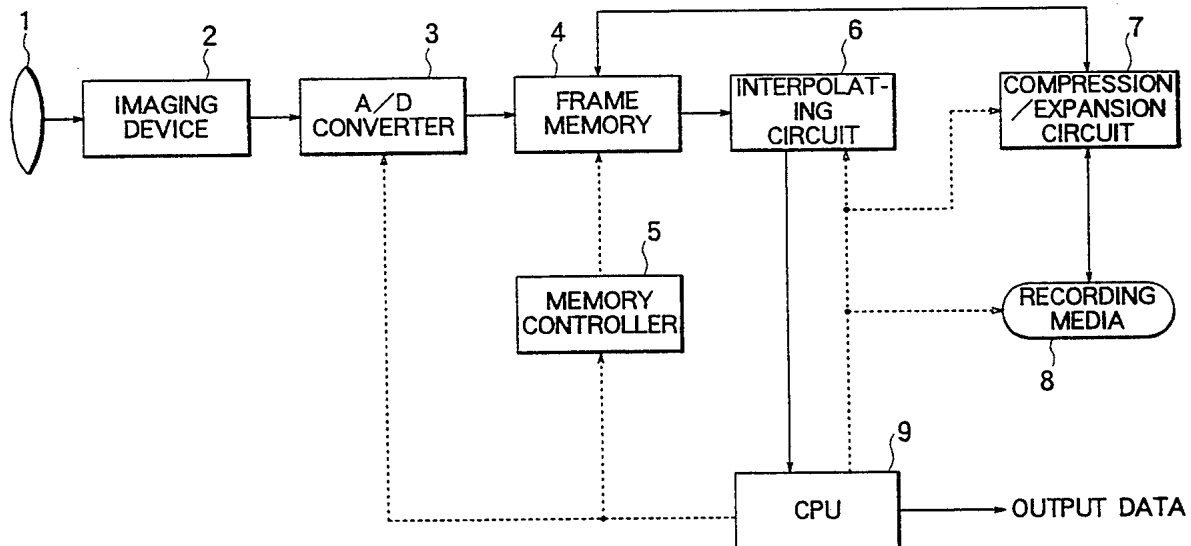 1
2
3
4
6
7
IMAGING
DEVICE
A/D
CONVERTER
FRAME
MEMORY
INTERPOLAT-
ING
CIRCUIT
COMPRESSION
/EXPANSION
CIRCUIT
5
MEMORY
CONTROLLER
RECORDING
MEDIA
8
9
CPU
OUTPUT DATA